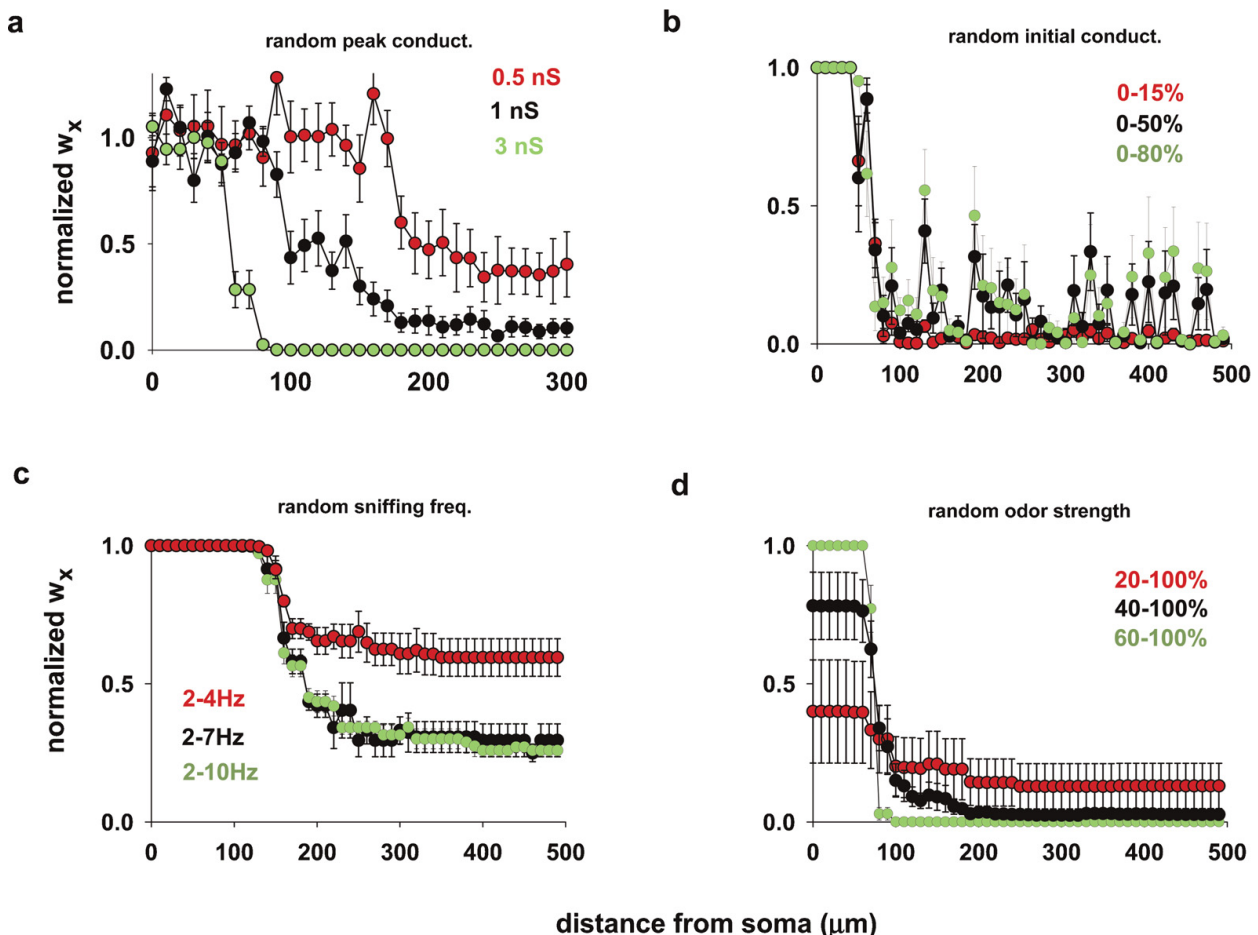 a
random peak conduct.
0.5 nS
1 nS
3 nS
normalized wx
1.0
0.5
0.0
0 100 200 300
b
random initial conduct.
0-15%
0-50%
0-80%
1.0
0.5
0.0
0 100 200 300 400 500
c
random sniffing freq.
normalized wx
1.0
0.5
0.0
2-4Hz
2-7Hz
2-10Hz
0 100 200 300 400 500
d
random odor strength
20-100%
40-100%
60-100%
1.0
0.5
0.0
0 100 200 300 400 500
distance from soma (μm)